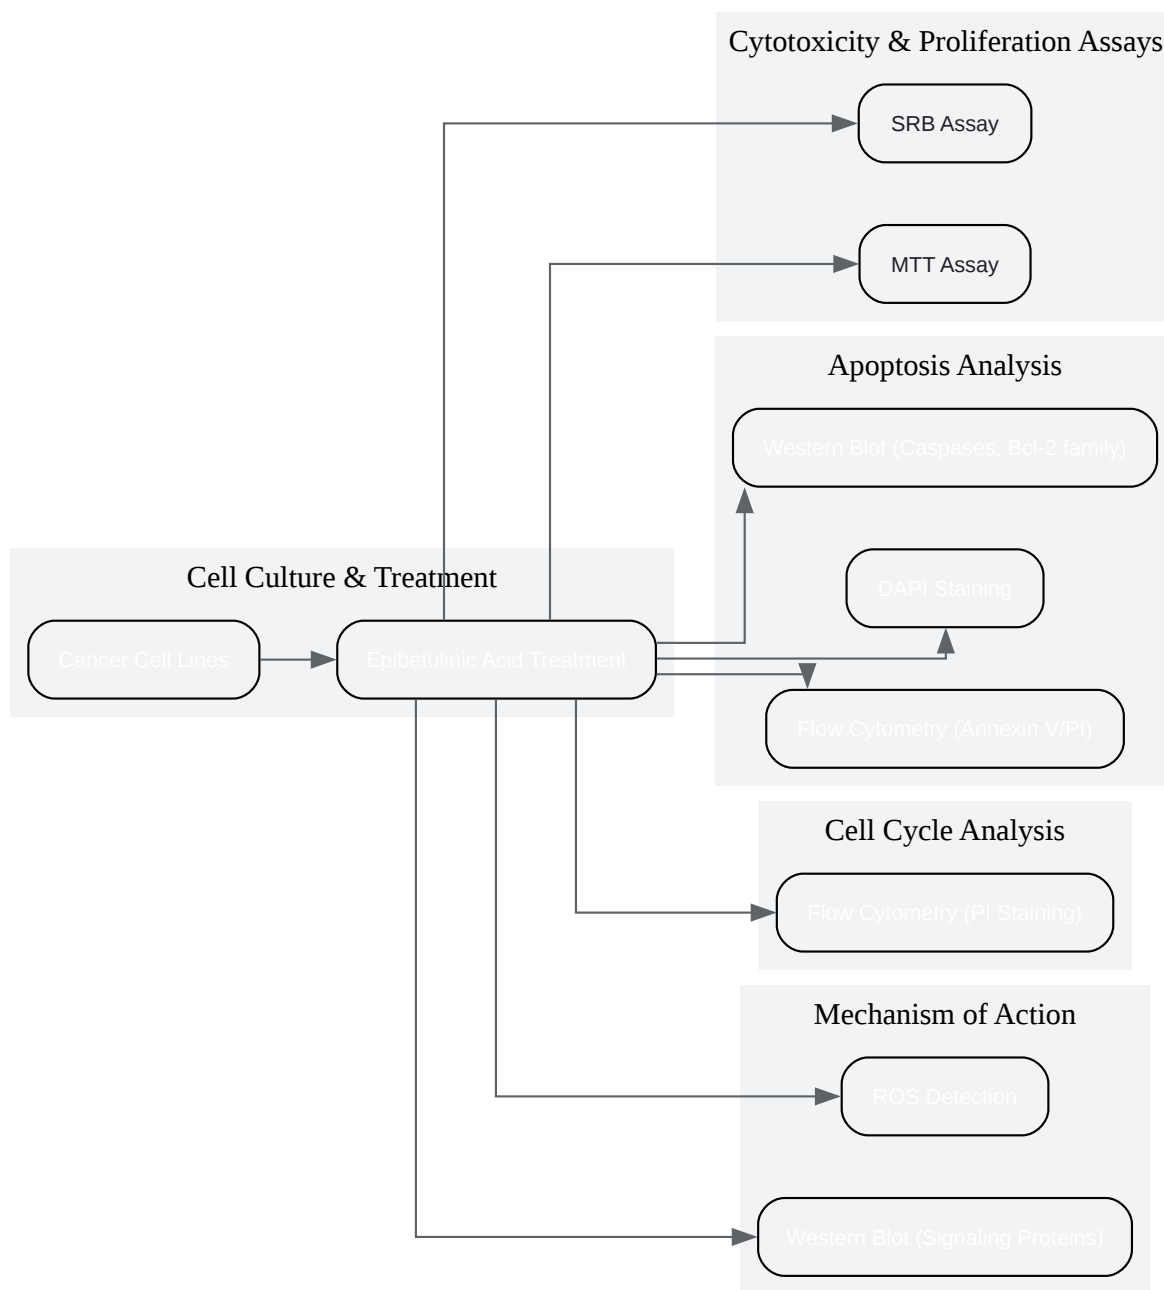 Cytotoxicity & Proliferation Assays
SRB Assay
MTT Assay
Apoptosis Analysis
Western Blot (Caspases, Bcl-2 family)
DAPI Staining
Flow Cytometry (Annexin V/PI)
Cell Culture & Treatment
Cancer Cell Lines
Epibetulinic Acid Treatment
Cell Cycle Analysis
Flow Cytometry (PI Staining)
Mechanism of Action
ROS Detection
Western Blot (Signaling Proteins)